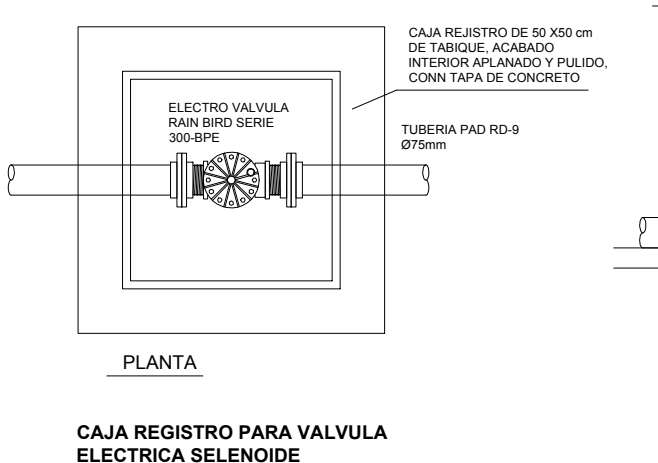 CAJA REJISTRO DE 50 X50 cm
DE TABIQUE, ACABADO
INTERIOR APLANADO Y PULIDO,
CONN TAPA DE CONCRETO
ELECTRO VALVULA
RAIN BIRD SERIE
300-BPE
TUBERIA PAD RD-9
Ø75mm
PLANTA
CAJA REGISTRO PARA VALVULA
ELECTRICA SELENOIDE